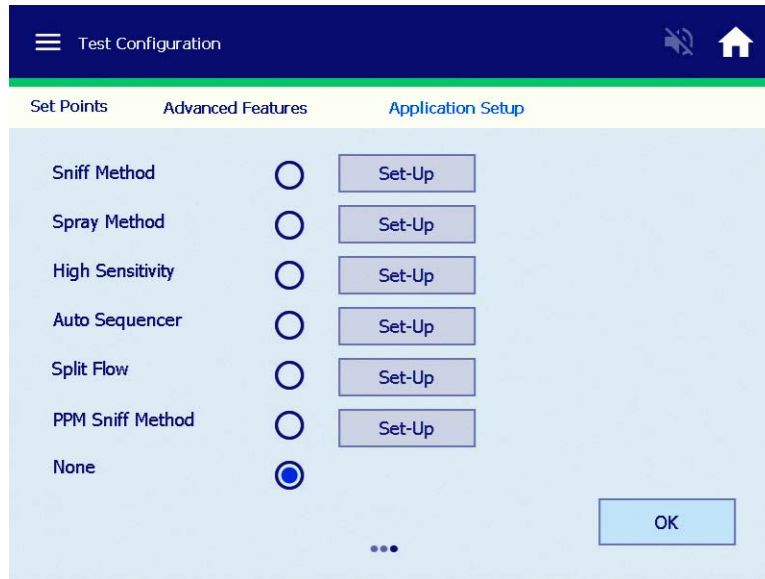 Test Configuration
Set Points Advanced Features Application Setup
Sniff Method Set-Up
Spray Method Set-Up
High Sensitivity Set-Up
Auto Sequencer Set-Up
Split Flow Set-Up
PPM Sniff Method Set-Up
None
OK